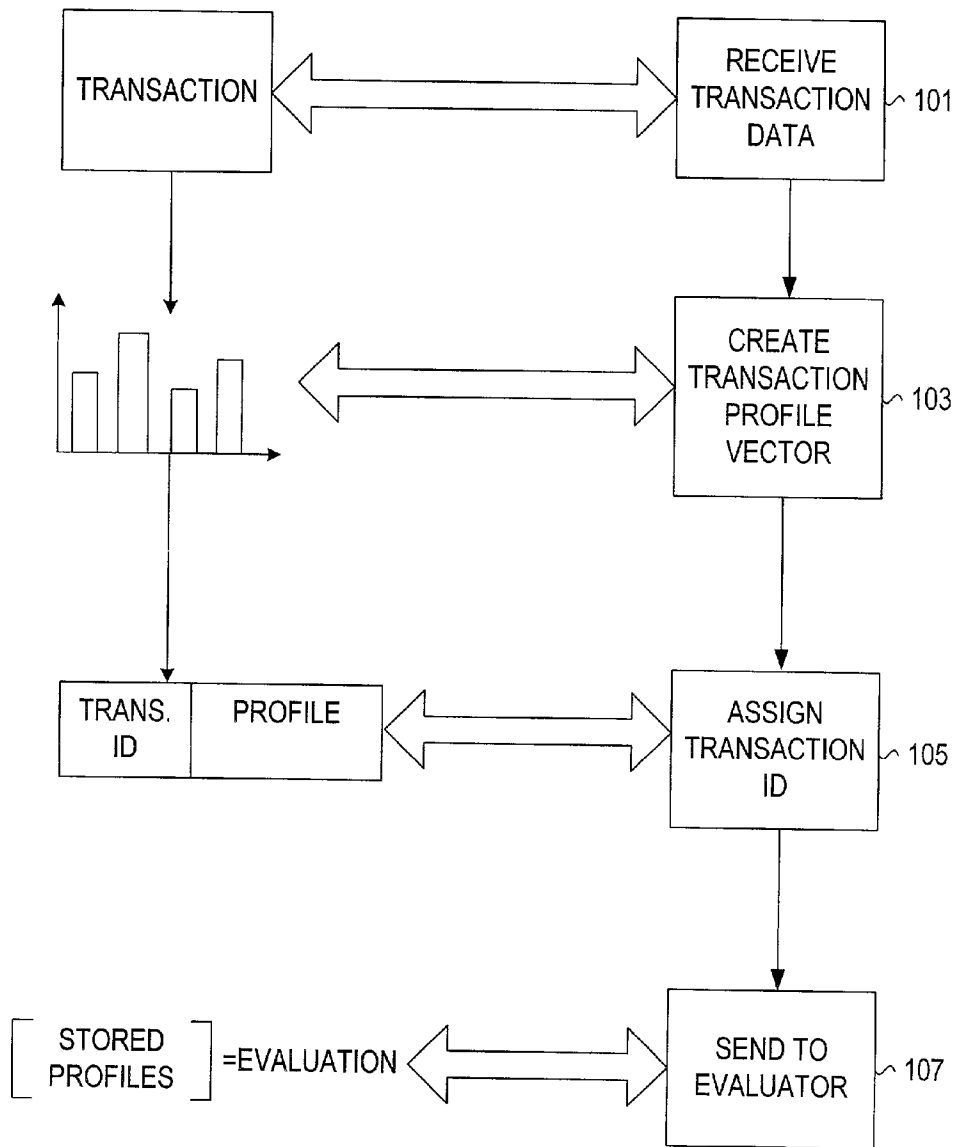 TRANSACTION
RECEIVE
TRANSACTION
DATA
101
CREATE
TRANSACTION
PROFILE
VECTOR
103
TRANS.
ID
PROFILE
ASSIGN
TRANSACTION
ID
105
STORED
PROFILES
=EVALUATION
SEND TO
EVALUATOR
107